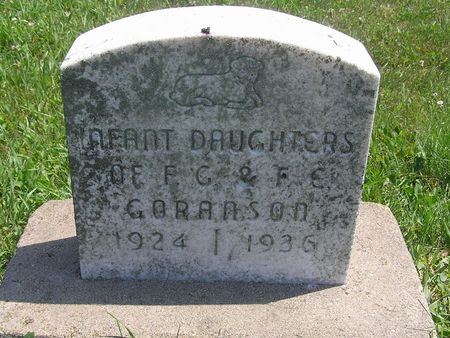 INFANT DAUGHTERS
OF F G & F E
GORANSON
1924 | 1936